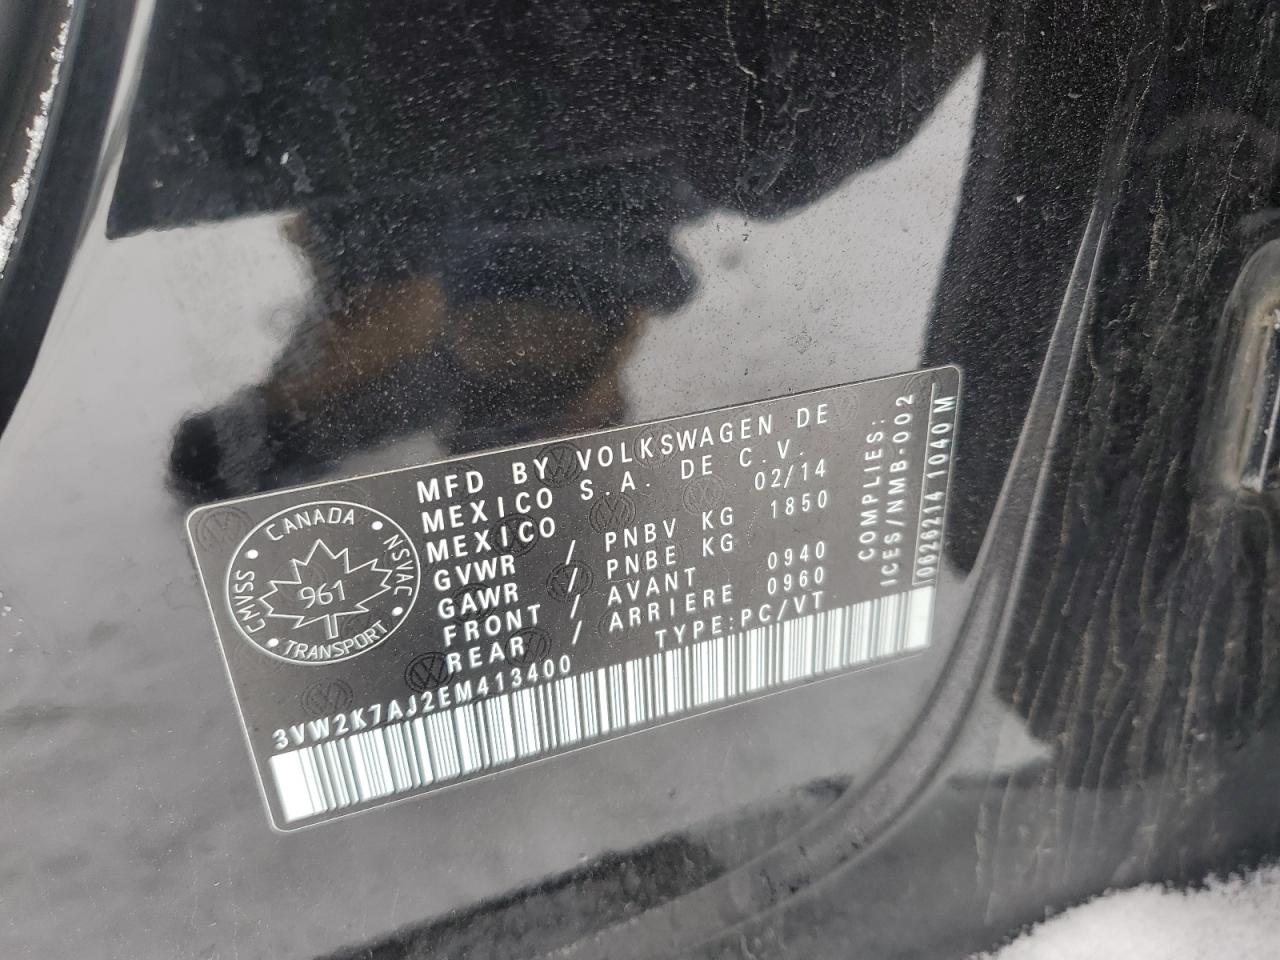 MFD BY VOLKSWAGEN DE
MEXICO S.A. DE C.V.
MEXICO 02/14
GVWR / PNBV KG 1850
GAWR / PNBE KG
FRONT / AVANT 0940
REAR / ARRIERE 0960
3VW2K7AJ2EM413400 TYPE:PC/VT
COMPLIES:
ICES/NMB-002
0626214 1040 M
CANADA
CMVSS NSVAC
961
TRANSPORT